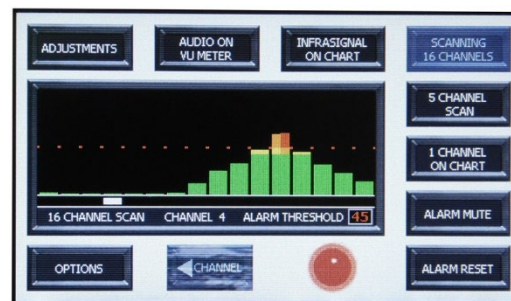 ADJUSTMENTS
AUDIO ON
VU METER
INFRASIGNAL
ON CHART
SCANNING
16 CHANNELS
5 CHANNEL
SCAN
1 CHANNEL
ON CHART
16 CHANNEL SCAN CHANNEL 4 ALARM THRESHOLD 45
ALARM MUTE
OPTIONS
CHANNEL
ALARM RESET